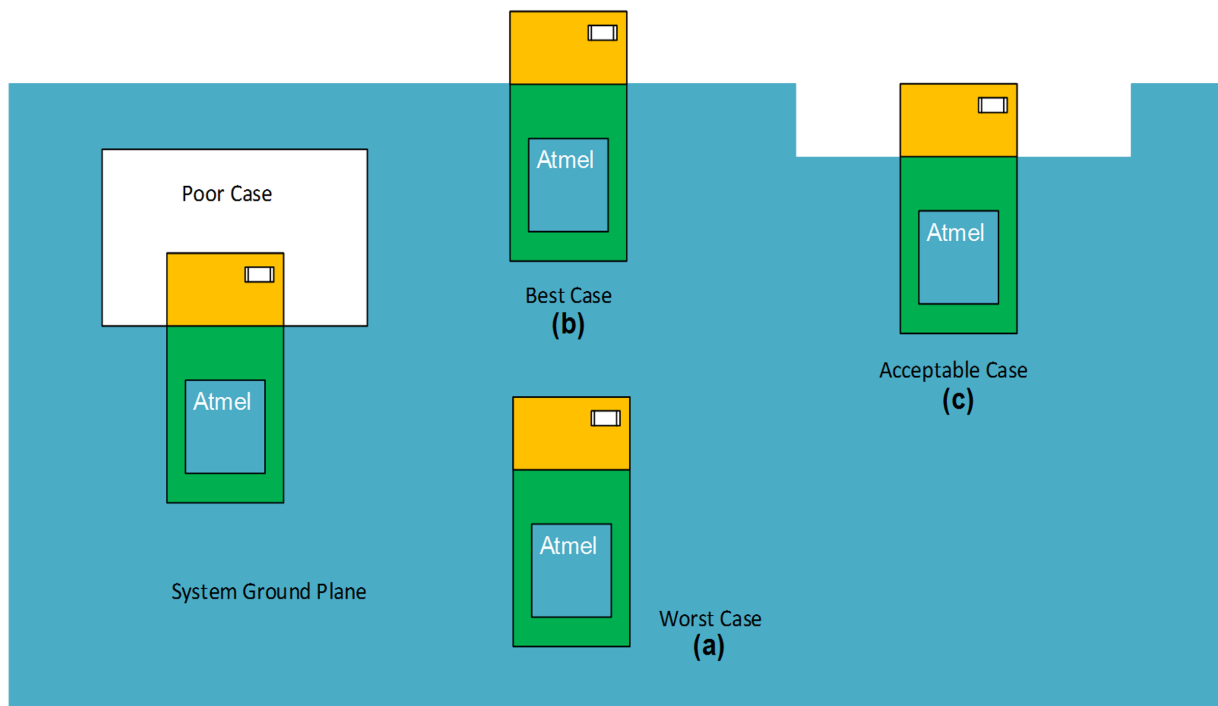 Atmel
Best Case
(b)
Poor Case
Atmel
Atmel
Acceptable Case
(c)
Atmel
System Ground Plane
Worst Case
(a)